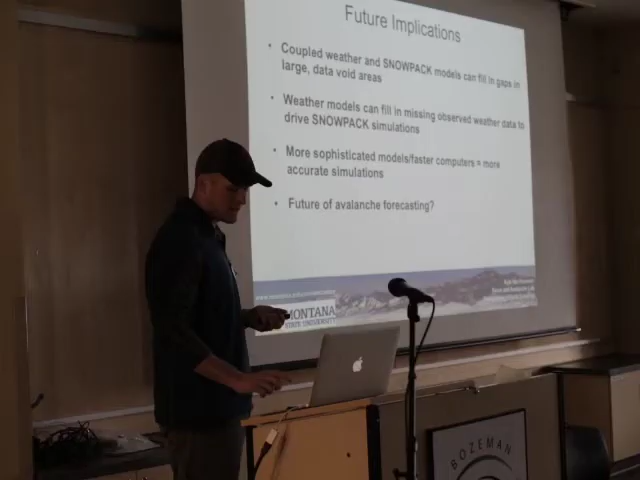 Future Implications
• Coupled weather and SNOWPACK models can fill in gaps in
large, data void areas
• Weather models can fill in missing observed weather data to
drive SNOWPACK simulations
• More sophisticated models/faster computers = more
accurate simulations
• Future of avalanche forecasting?
MONTANA
STATE UNIVERSITY
BOZEMAN